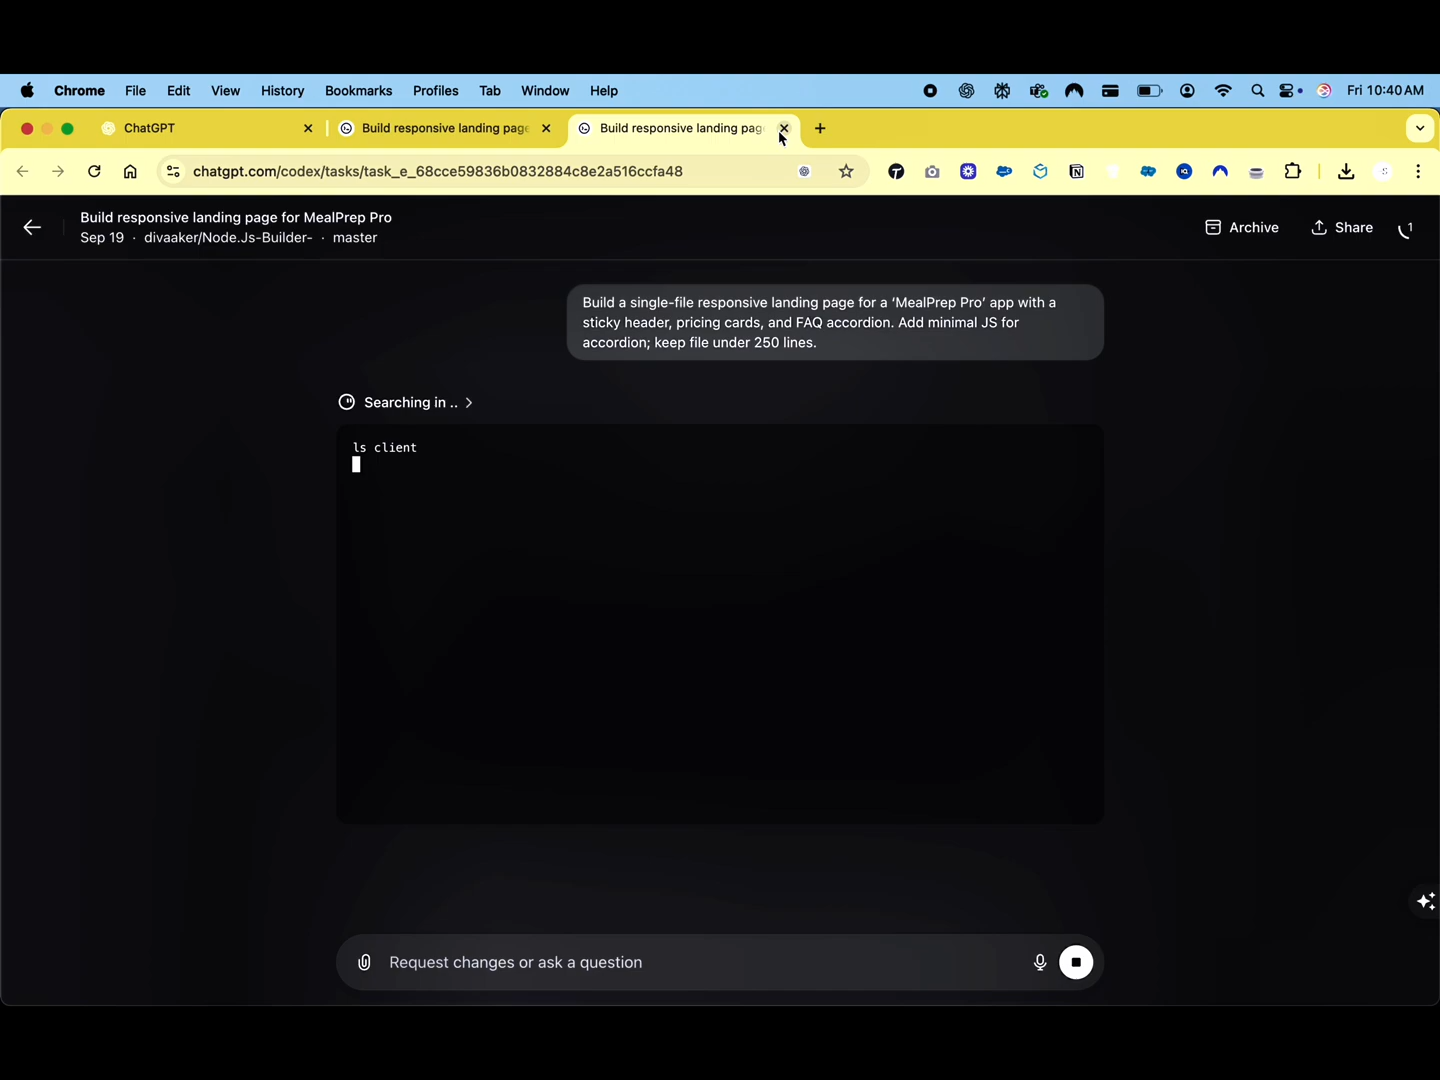 Chrome File Edit View History Bookmarks Profiles Tab Window Help Fri 10:40 AM
ChatGPT Build responsive landing page Build responsive landing pag
chatgpt.com/codex/tasks/task_e_68cce59836b0832884c8e2a516ccfa48
Build responsive landing page for MealPrep Pro
Sep 19 · divaaker/Node.Js-Builder- · master
Archive Share 1
Build a single-file responsive landing page for a ‘MealPrep Pro’ app with a
sticky header, pricing cards, and FAQ accordion. Add minimal JS for
accordion; keep file under 250 lines.
Searching in ..
ls client
Request changes or ask a question